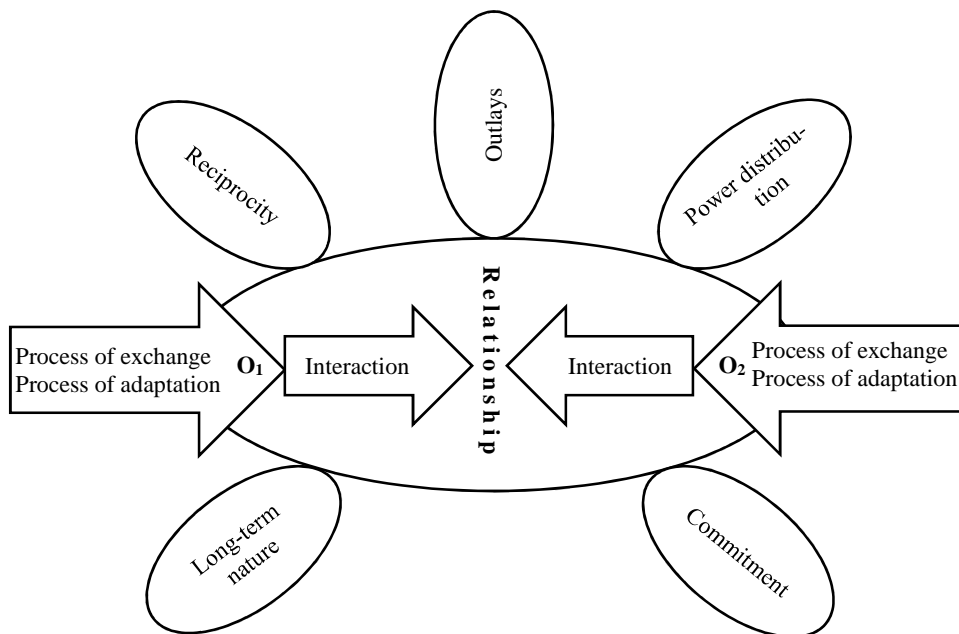 Outlays
Reciprocity
Power distribu-
tion
Relationship
Process of exchange
Process of adaptation
O₁
Interaction
Interaction
O₂
Process of exchange
Process of adaptation
Long-term
nature
Commitment